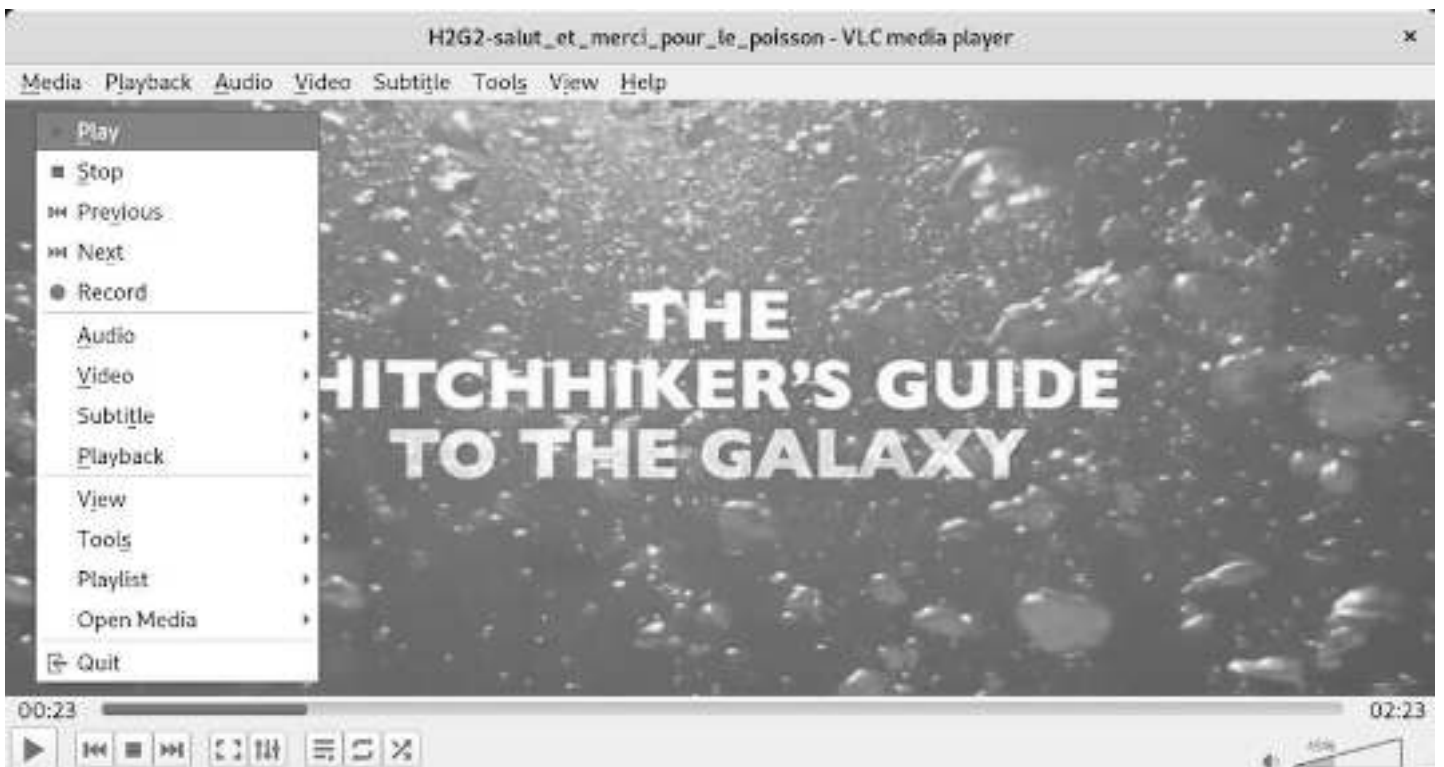 H2G2-salut_et_merci_pour_le_poisson - VLC media player
Media Playback Audio Video Subtitle Tools View Help
Play
Stop
Previous
Next
Record
Audio
Video
Subtitle
Playback
View
Tools
Playlist
Open Media
Quit
THE
HITCHHIKER'S GUIDE
TO THE GALAXY
00:23 02:23